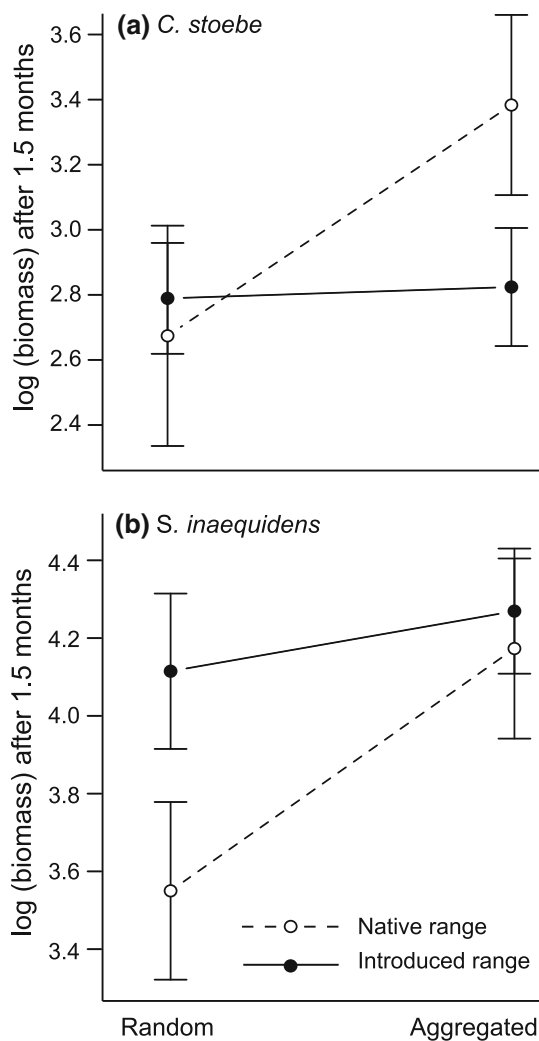 (a) C. stoebe
3.6
3.4
3.2
3.0
2.8
2.6
2.4
log (biomass) after 1.5 months
(b) S. inaequidens
4.4
4.2
4.0
3.8
3.6
3.4
log (biomass) after 1.5 months
Native range
Introduced range
Random Aggregated